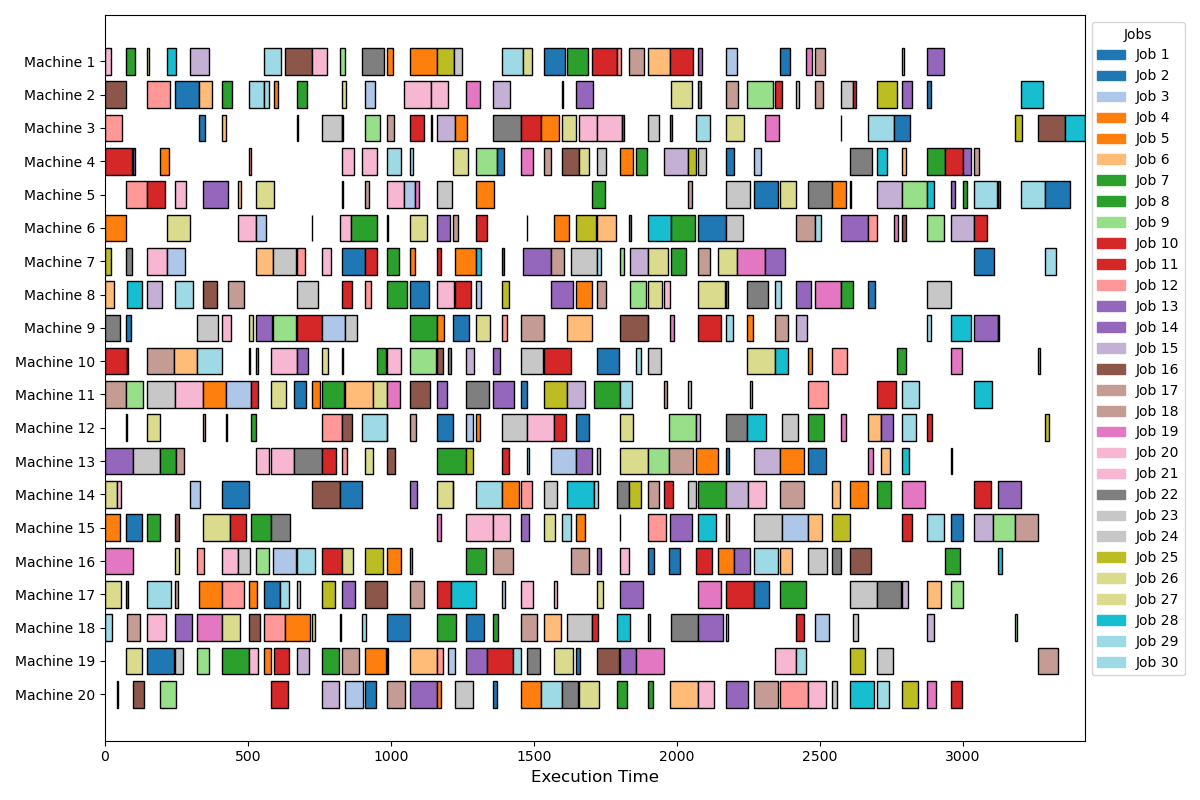 Jobs
Machine 1
Machine 2
Machine 3
Machine 4
Machine 5
Machine 6
Machine 7
Machine 8
Machine 9
Machine 10
Machine 11
Machine 12
Machine 13
Machine 14
Machine 15
Machine 16
Machine 17
Machine 18
Machine 19
Machine 20
0 500 1000 1500 2000 2500 3000
Execution Time
Job 1
Job 2
Job 3
Job 4
Job 5
Job 6
Job 7
Job 8
Job 9
Job 10
Job 11
Job 12
Job 13
Job 14
Job 15
Job 16
Job 17
Job 18
Job 19
Job 20
Job 21
Job 22
Job 23
Job 24
Job 25
Job 26
Job 27
Job 28
Job 29
Job 30